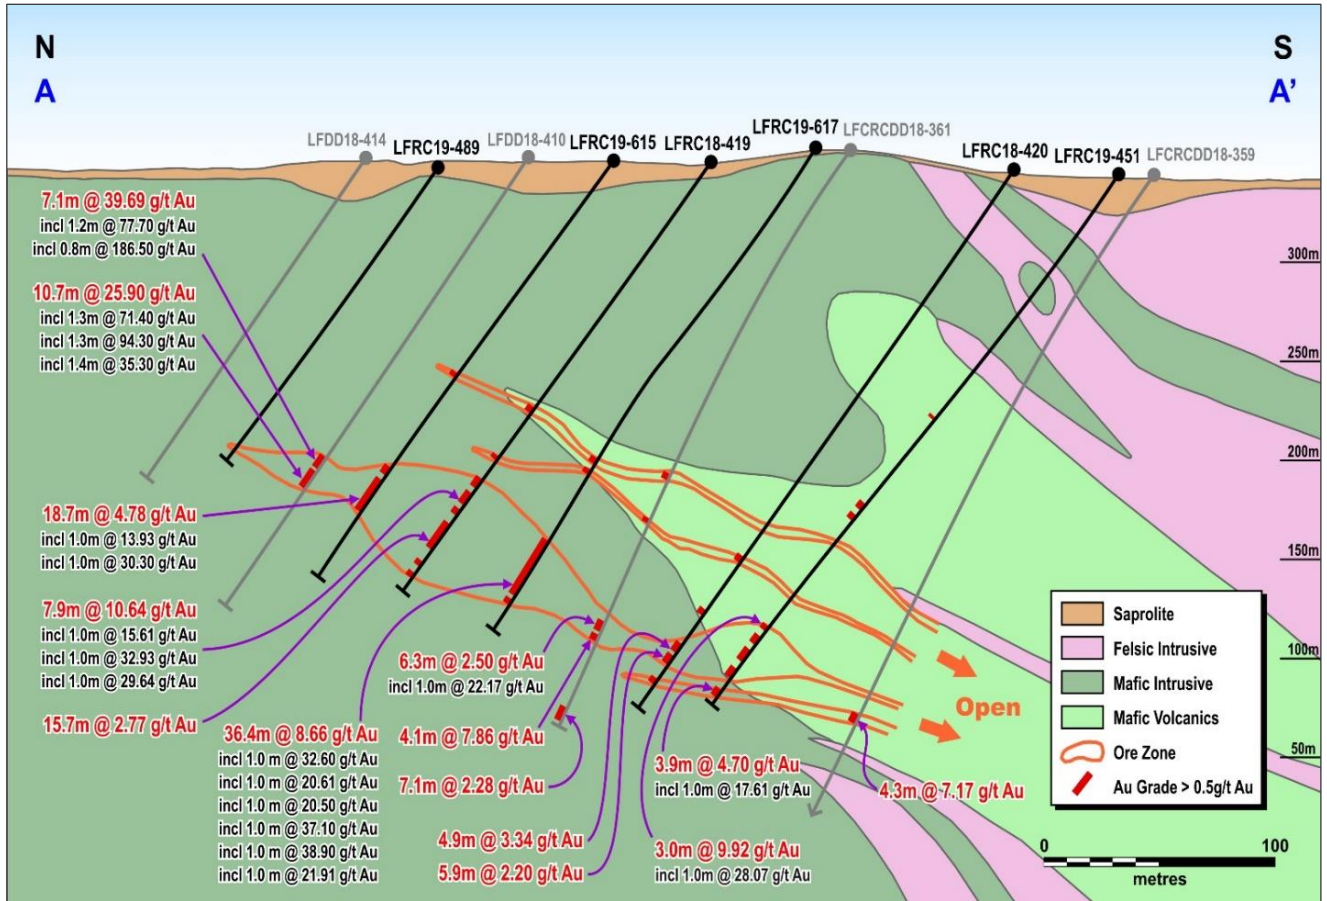 N
A
S
A'
LFDD18-414
LFRC19-489
LFDD18-410
LFRC19-615
LFRC18-419
LFRC19-617
LFCRCDD18-361
LFRC18-420
LFRC19-451
LFCRCDD18-359
7.1m @ 39.69 g/t Au
incl 1.2m @ 77.70 g/t Au
incl 0.8m @ 186.50 g/t Au
10.7m @ 25.90 g/t Au
incl 1.3m @ 71.40 g/t Au
incl 1.3m @ 94.30 g/t Au
incl 1.4m @ 35.30 g/t Au
18.7m @ 4.78 g/t Au
incl 1.0m @ 13.93 g/t Au
incl 1.0m @ 30.30 g/t Au
7.9m @ 10.64 g/t Au
incl 1.0m @ 15.61 g/t Au
incl 1.0m @ 32.93 g/t Au
incl 1.0m @ 29.64 g/t Au
15.7m @ 2.77 g/t Au
36.4m @ 8.66 g/t Au
incl 1.0 m @ 32.60 g/t Au
incl 1.0 m @ 20.61 g/t Au
incl 1.0 m @ 20.50 g/t Au
incl 1.0 m @ 37.10 g/t Au
incl 1.0 m @ 38.90 g/t Au
incl 1.0 m @ 21.91 g/t Au
6.3m @ 2.50 g/t Au
incl 1.0m @ 22.17 g/t Au
4.1m @ 7.86 g/t Au
7.1m @ 2.28 g/t Au
4.9m @ 3.34 g/t Au
5.9m @ 2.20 g/t Au
3.9m @ 4.70 g/t Au
incl 1.0m @ 17.61 g/t Au
3.0m @ 9.92 g/t Au
incl 1.0m @ 28.07 g/t Au
4.3m @ 7.17 g/t Au
Open
300m
250m
200m
150m
100m
50m
Saprolite
Felsic Intrusive
Mafic Intrusive
Mafic Volcanics
Ore Zone
Au Grade > 0.5g/t Au
0 100
metres